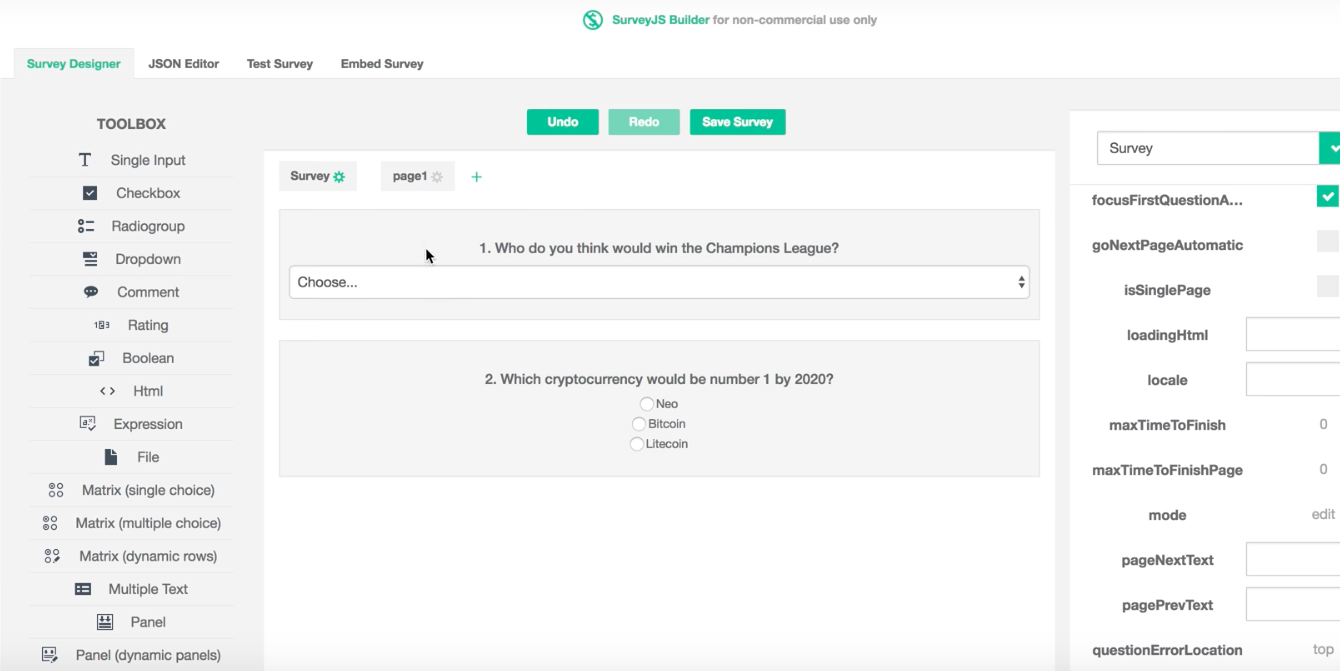 SurveyJS Builder for non-commercial use only
Survey Designer
JSON Editor
Test Survey
Embed Survey
TOOLBOX
Single Input
Checkbox
Radiogroup
Dropdown
Comment
Rating
Boolean
Html
Expression
File
Matrix (single choice)
Matrix (multiple choice)
Matrix (dynamic rows)
Multiple Text
Panel
Panel (dynamic panels)
Undo
Redo
Save Survey
Survey
page1
+
1. Who do you think would win the Champions League?
Choose...
2. Which cryptocurrency would be number 1 by 2020?
Neo
Bitcoin
Litecoin
Survey
focusFirstQuestionA...
goNextPageAutomatic
isSinglePage
loadingHtml
locale
maxTimeToFinish 0
maxTimeToFinishPage 0
mode edit
pageNextText
pagePrevText
questionErrorLocation top